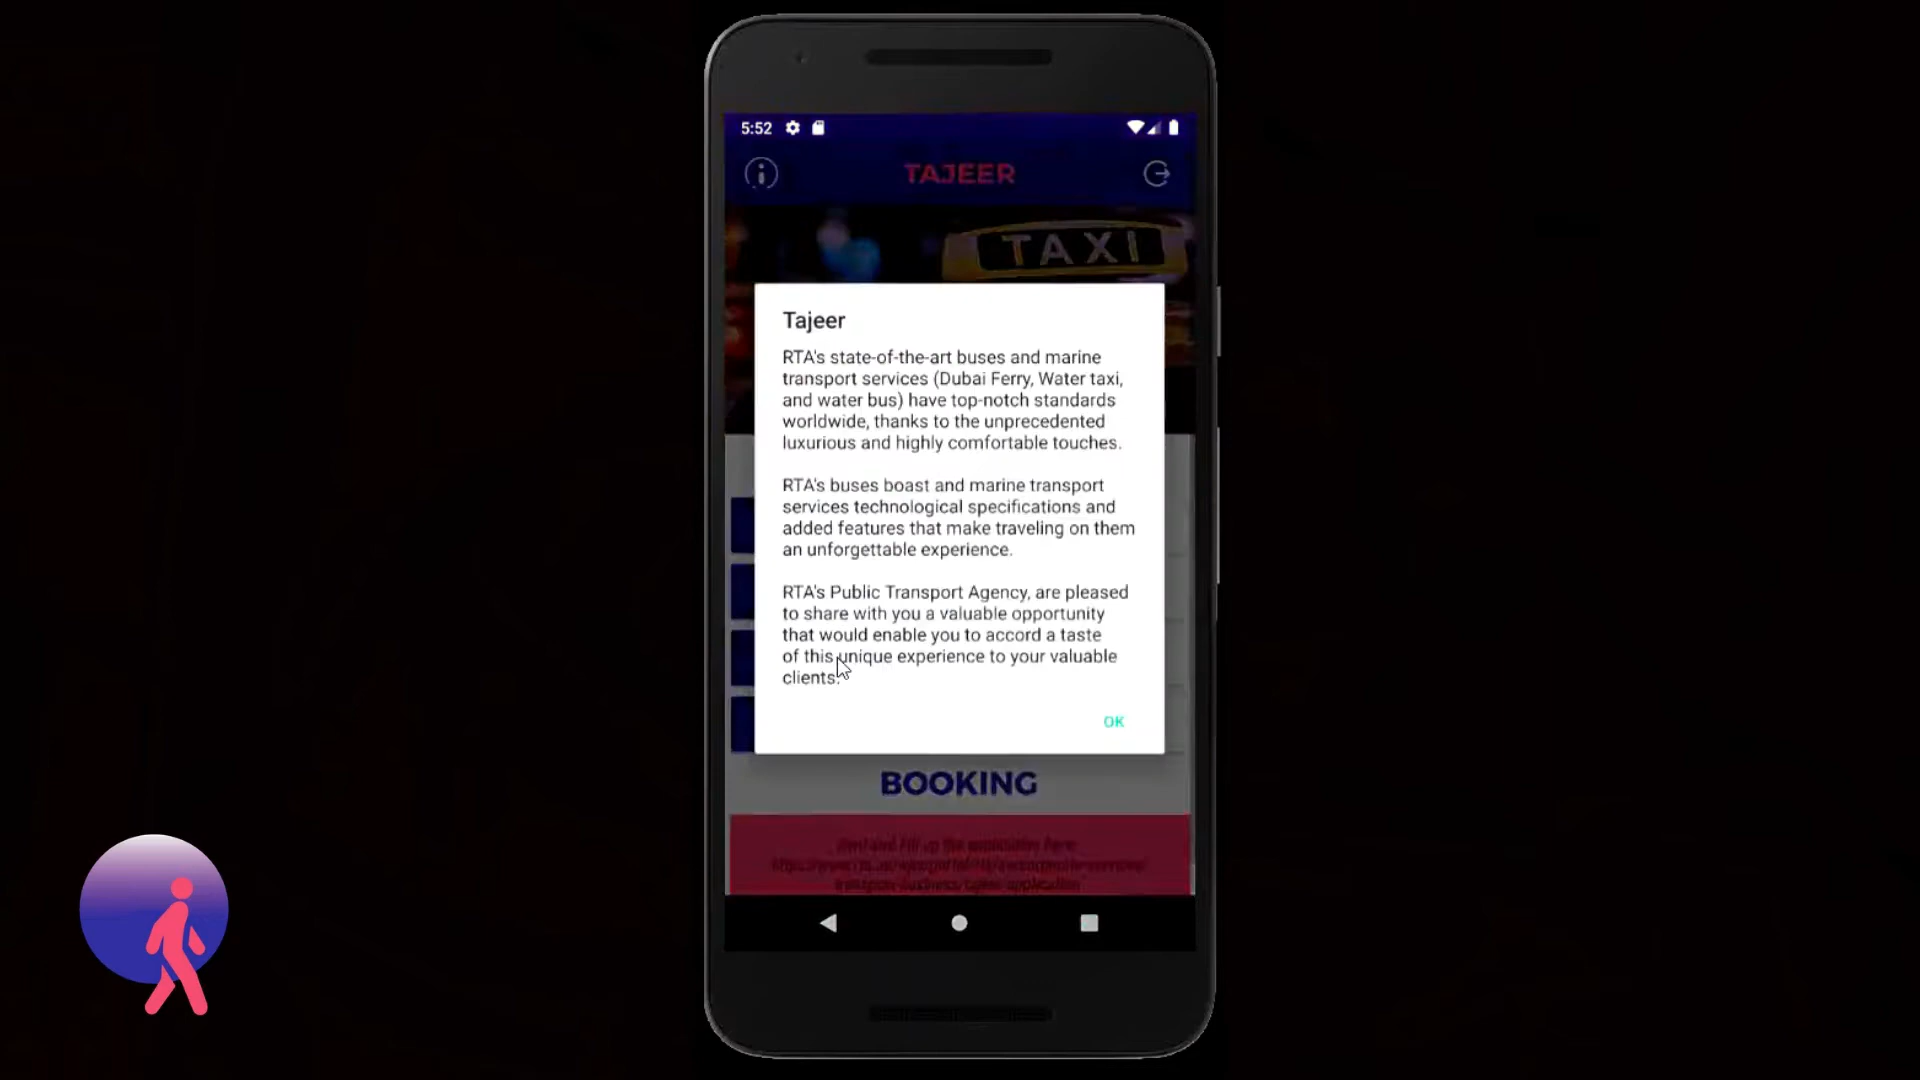 5:52
TAJEER
TAXI
Tajeer
RTA's state-of-the-art buses and marine
transport services (Dubai Ferry, Water taxi,
and water bus) have top-notch standards
worldwide, thanks to the unprecedented
luxurious and highly comfortable touches.
RTA's buses boast and marine transport
services technological specifications and
added features that make traveling on them
an unforgettable experience.
RTA's Public Transport Agency, are pleased
to share with you a valuable opportunity
that would enable you to accord a taste
of this unique experience to your valuable
clients.
OK
BOOKING
fill up the application